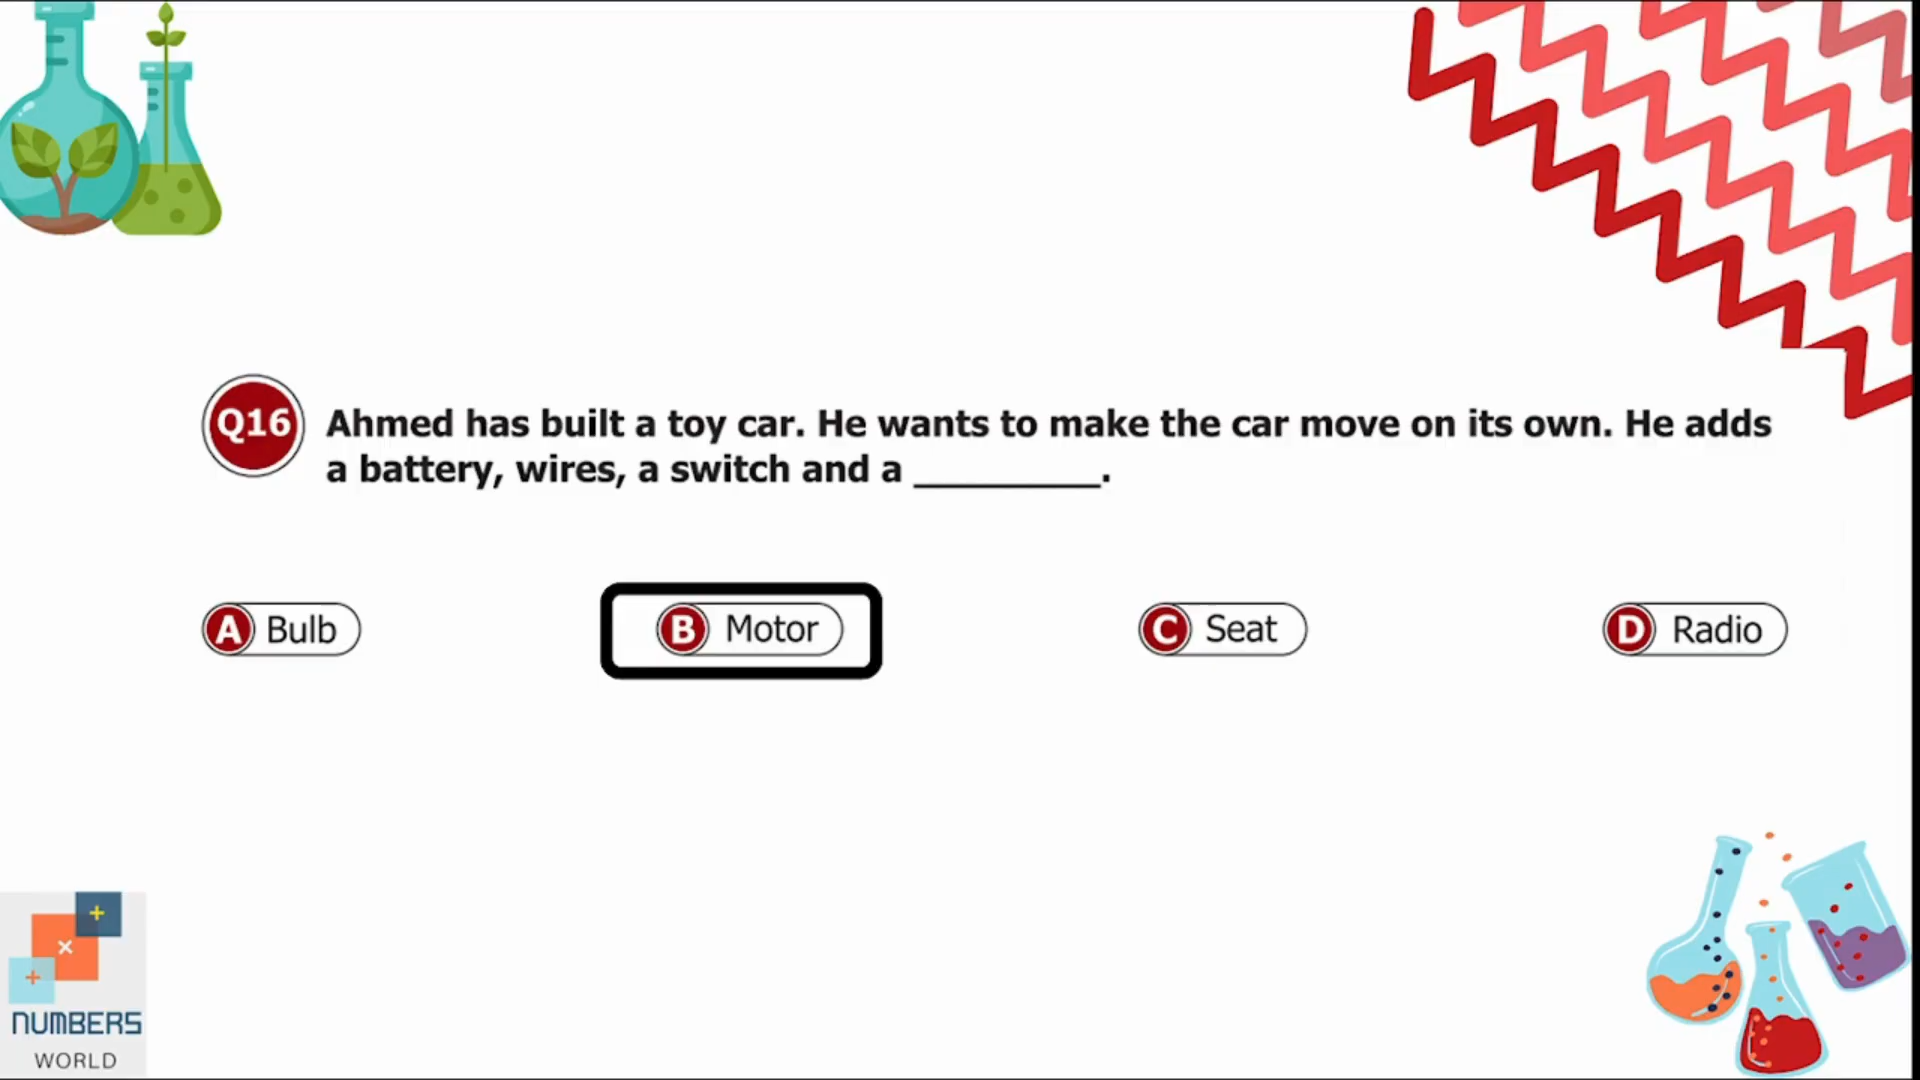 Q16 Ahmed has built a toy car. He wants to make the car move on its own. He adds
a battery, wires, a switch and a __________.
A Bulb
B Motor
C Seat
D Radio
NUMBERS
WORLD